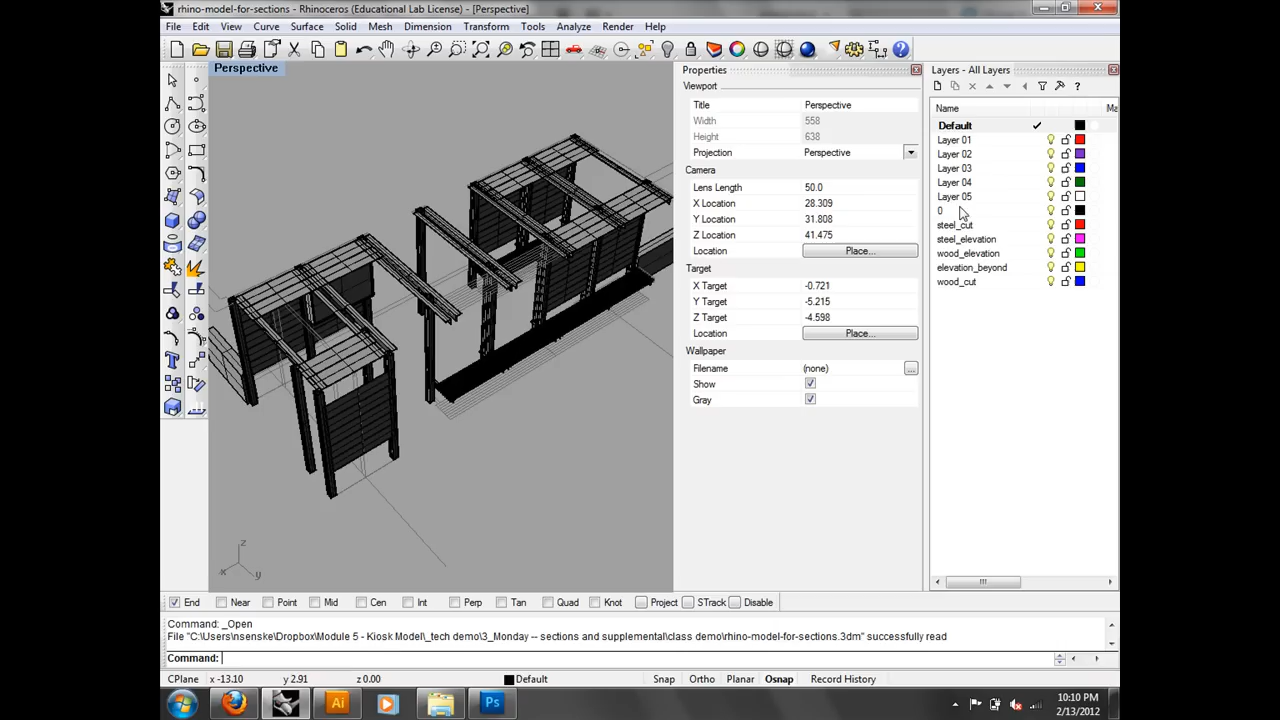 rhino-model-for-sections - Rhinoceros (Educational Lab License) - [Perspective]
File Edit View Curve Surface Solid Mesh Dimension Transform Tools Analyze Render Help
Perspective
Properties
Viewport
Title Perspective
Width 558
Height 638
Projection Perspective
Camera
Lens Length 50.0
X Location 28.309
Y Location 31.808
Z Location 41.475
Location Place...
Target
X Target -0.721
Y Target -5.215
Z Target -4.598
Location Place...
Wallpaper
Filename (none) ...
Show
Gray
Layers - All Layers
Name Ma
Default
Layer 01
Layer 02
Layer 03
Layer 04
Layer 05
0
steel_cut
steel_elevation
wood_elevation
elevation_beyond
wood_cut
z
x y
End Near Point Mid Cen Int Perp Tan Quad Knot Project STrack Disable
Command: _Open
File "C:\Users\nsenske\Dropbox\Module 5 - Kiosk Model\_tech demo\3_Monday -- sections and supplemental\class demo\rhino-model-for-sections.3dm" successfully read
Command:
CPlane x -13.10 y 2.91 z 0.00 Default Snap Ortho Planar Osnap Record History
Ai Ps
10:10 PM
2/13/2012